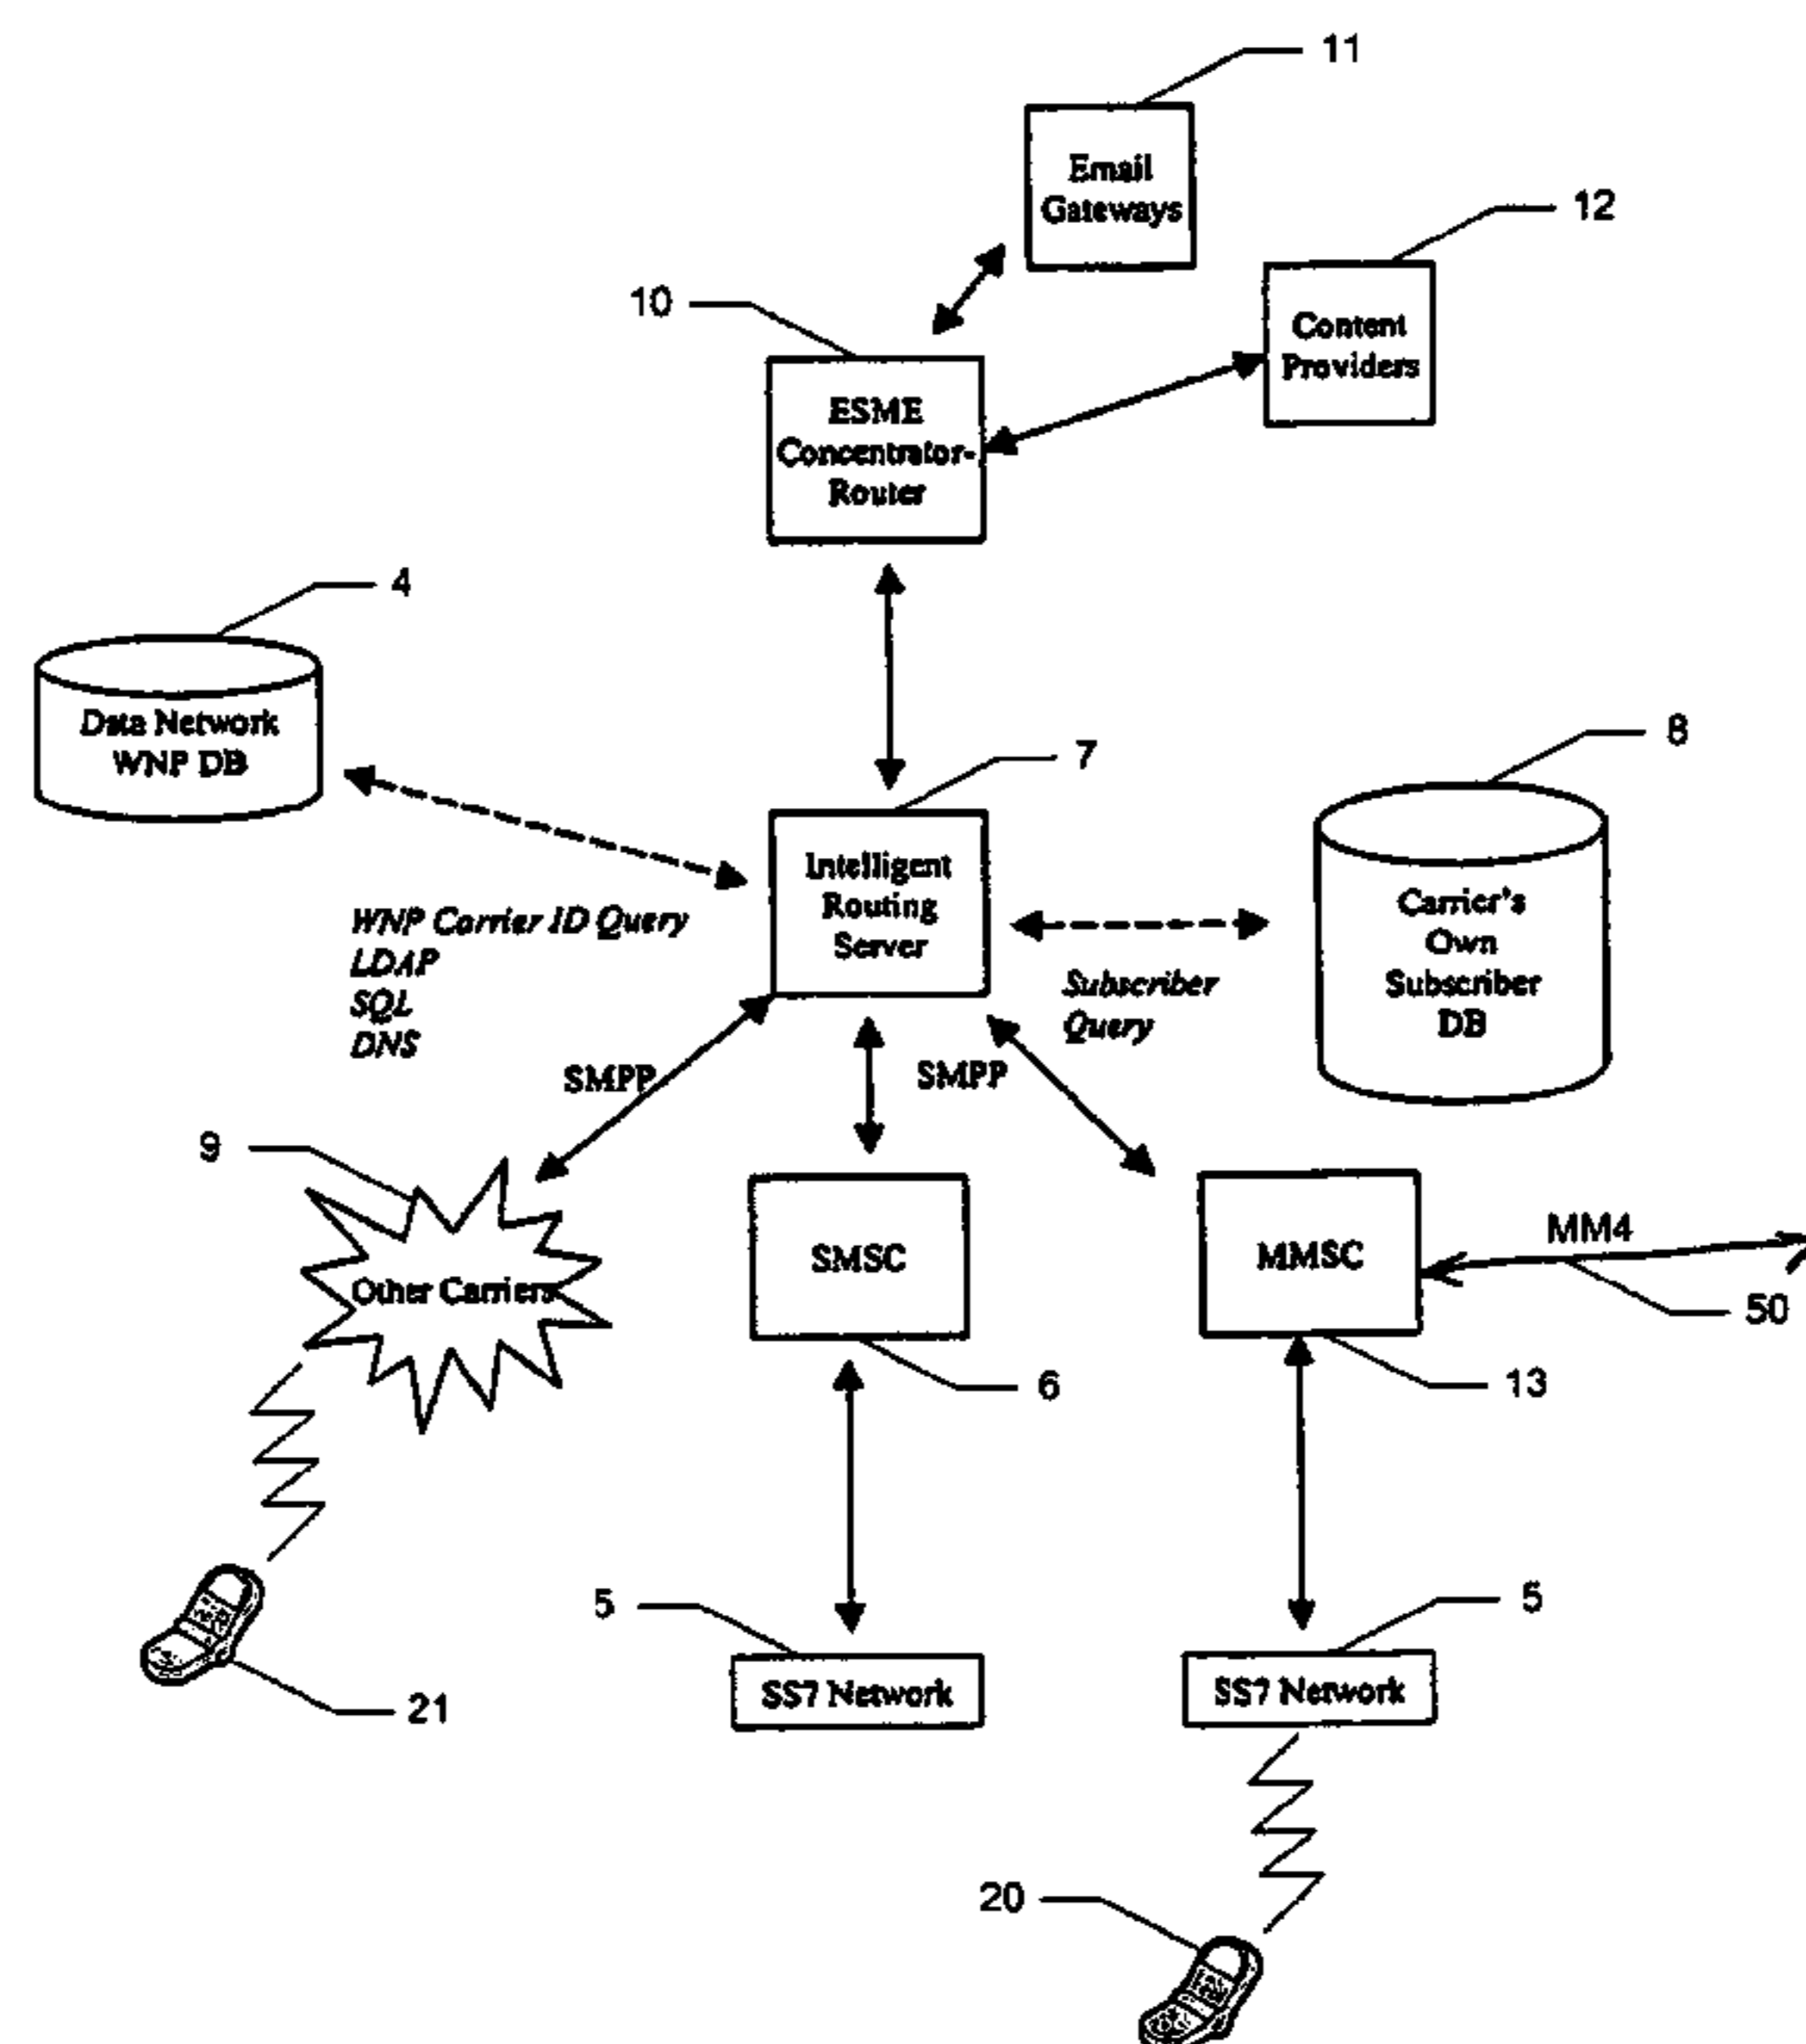 11
Email
Gateways
12
Content
Providers
10
ESME
Concentrator-
Router
4
Data Network
WNP DB
7
Intelligent
Routing
Server
8
Carrier's
Own
Subscriber
DB
WNP Carrier ID Query
LDAP
SQL
DNS
Subscriber
Query
SMPP
SMPP
9
Other Carriers
SMSC
6
MMSC
13
MM4
50
5
SS7 Network
5
SS7 Network
21
20